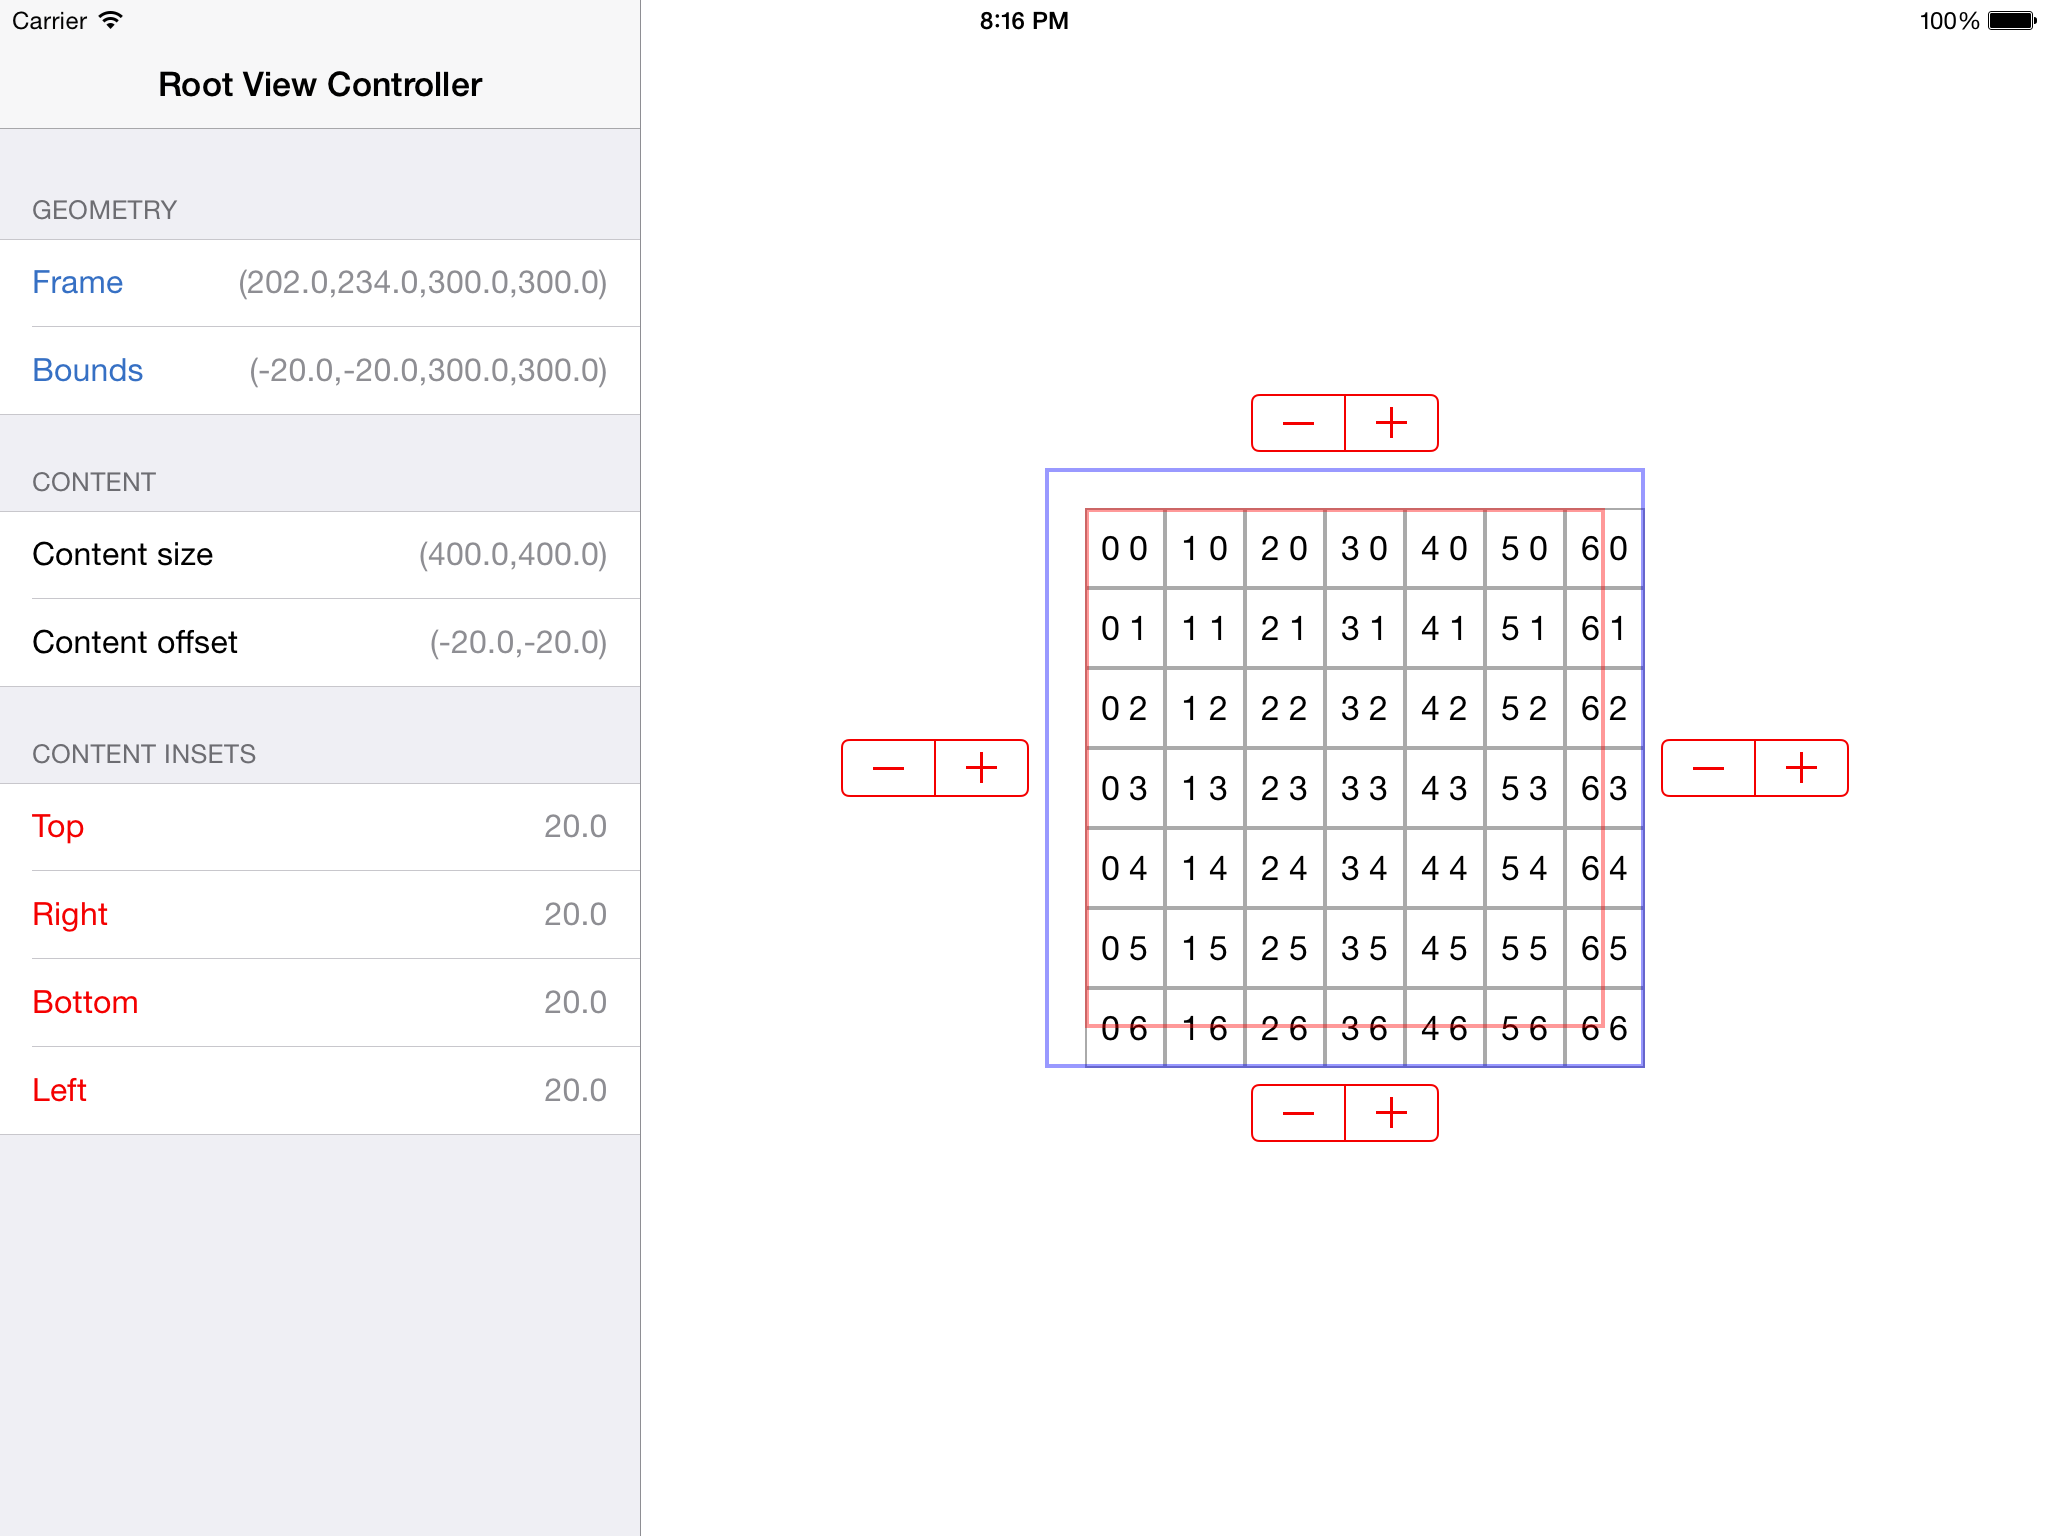 Carrier 8:16 PM 100%
Root View Controller
GEOMETRY
Frame (202.0,234.0,300.0,300.0)
Bounds (-20.0,-20.0,300.0,300.0)
CONTENT
Content size (400.0,400.0)
Content offset (-20.0,-20.0)
CONTENT INSETS
Top 20.0
Right 20.0
Bottom 20.0
Left 20.0
− +
0 0 1 0 2 0 3 0 4 0 5 0 6 0
0 1 1 1 2 1 3 1 4 1 5 1 6 1
0 2 1 2 2 2 3 2 4 2 5 2 6 2
− + 0 3 1 3 2 3 3 3 4 3 5 3 6 3 − +
0 4 1 4 2 4 3 4 4 4 5 4 6 4
0 5 1 5 2 5 3 5 4 5 5 5 6 5
0 6 1 6 2 6 3 6 4 6 5 6 6 6
− +